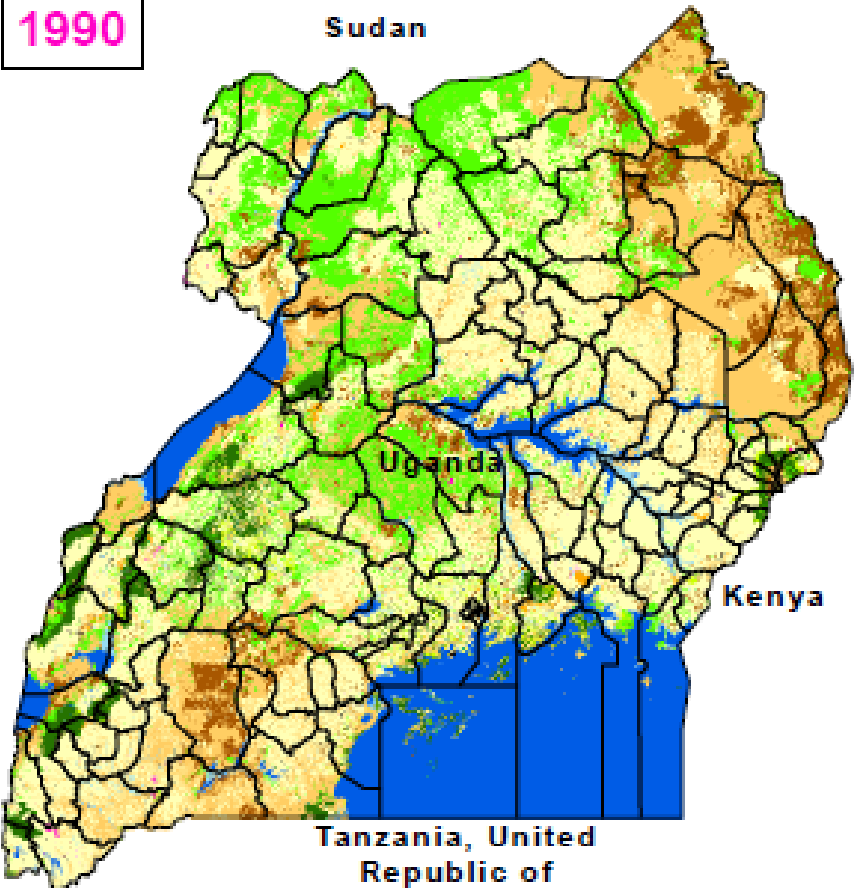 1990
Sudan
Uganda
Kenya
Tanzania, United
Republic of